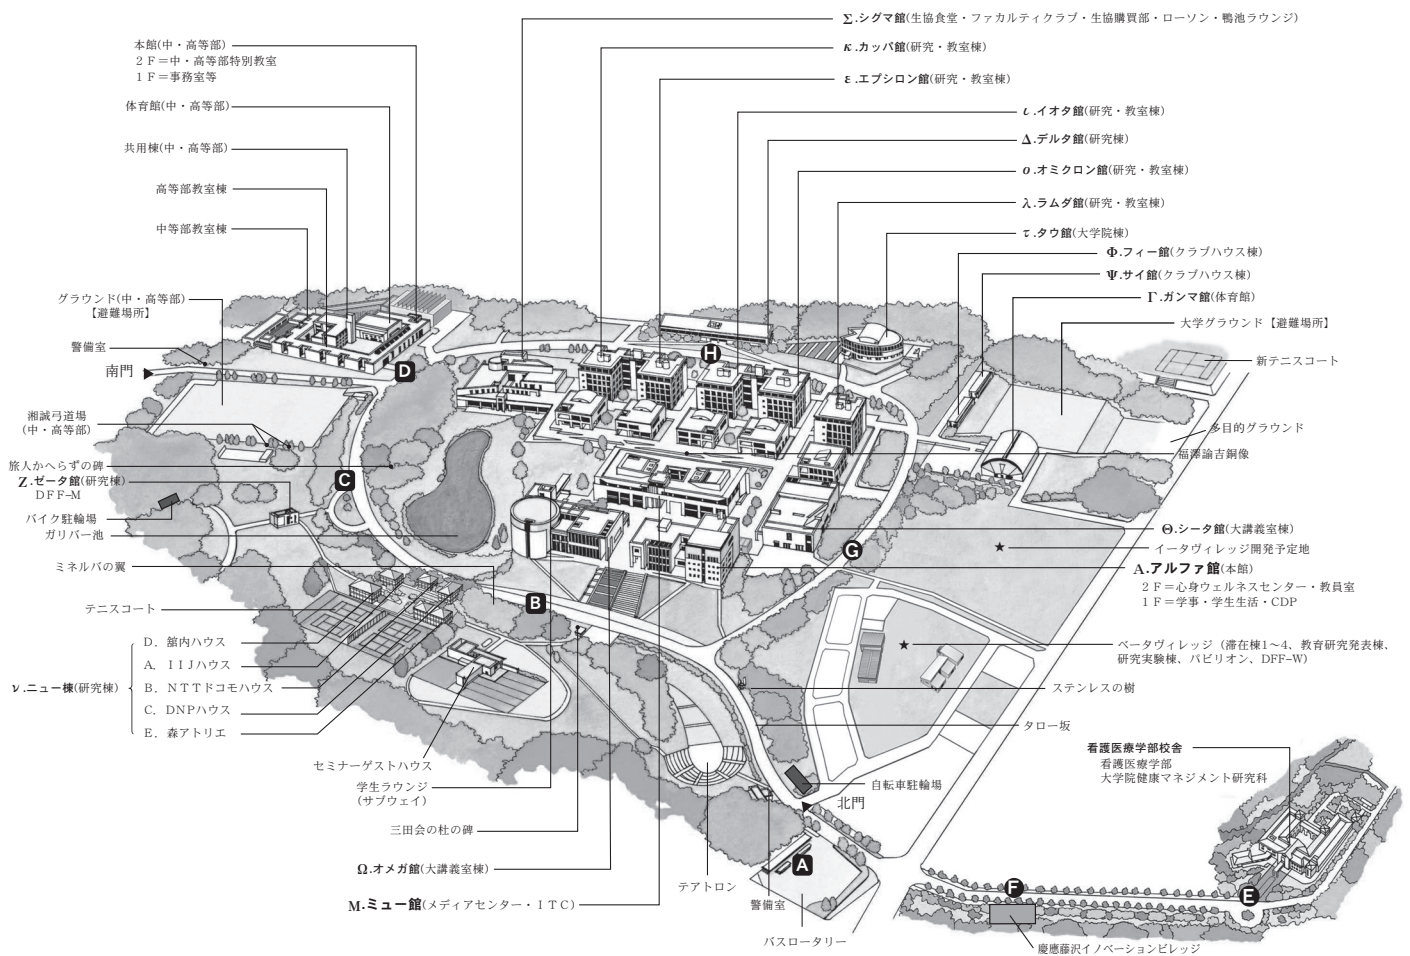 Σ.シグマ館(生協食堂・ファカルティクラブ・生協購買部・ローソン・鴨池ラウンジ)
κ.カッパ館(研究・教室棟)
ε.エプシロン館(研究・教室棟)
ι.イオタ館(研究・教室棟)
Δ.デルタ館(研究棟)
ο.オミクロン館(研究・教室棟)
λ.ラムダ館(研究・教室棟)
τ.タウ館(大学院棟)
Φ.フィー館(クラブハウス棟)
Ψ.サイ館(クラブハウス棟)
Γ.ガンマ館(体育館)
大学グラウンド【避難場所】
新テニスコート
多目的グラウンド
福澤諭吉銅像
Θ.シータ館(大講義室棟)
★ イータヴィレッジ開発予定地
A.アルファ館(本館)
2F=心身ウェルネスセンター・教員室
1F=学事・学生生活・CDP
★ ベータヴィレッジ（滞在棟1〜4、教育研究発表棟、
研究実験棟、パビリオン、DFF-W)
ステンレスの樹
タロー坂
看護医療学部校舎
看護医療学部
大学院健康マネジメント研究科
自転車駐輪場
北門
慶應藤沢イノベーションビレッジ
本館(中・高等部)
2F=中・高等部特別教室
1F=事務室等
体育館(中・高等部)
共用棟(中・高等部)
高等部教室棟
中等部教室棟
グラウンド(中・高等部)
【避難場所】
警備室
南門
湘誠弓道場
(中・高等部)
旅人かへらずの碑
Z.ゼータ館(研究棟)
DFF-M
バイク駐輪場
ガリバー池
ミネルバの翼
テニスコート
ν.ニュー棟(研究棟)
D. 舘内ハウス
A. IIJハウス
B. NTTドコモハウス
C. DNPハウス
E. 森アトリエ
セミナーゲストハウス
学生ラウンジ
(サブウェイ)
三田会の杜の碑
Ω.オメガ館(大講義室棟)
M.ミュー館(メディアセンター・ITC)
テアトロン
警備室
バスロータリー
D
H
C
G
B
A
F
E